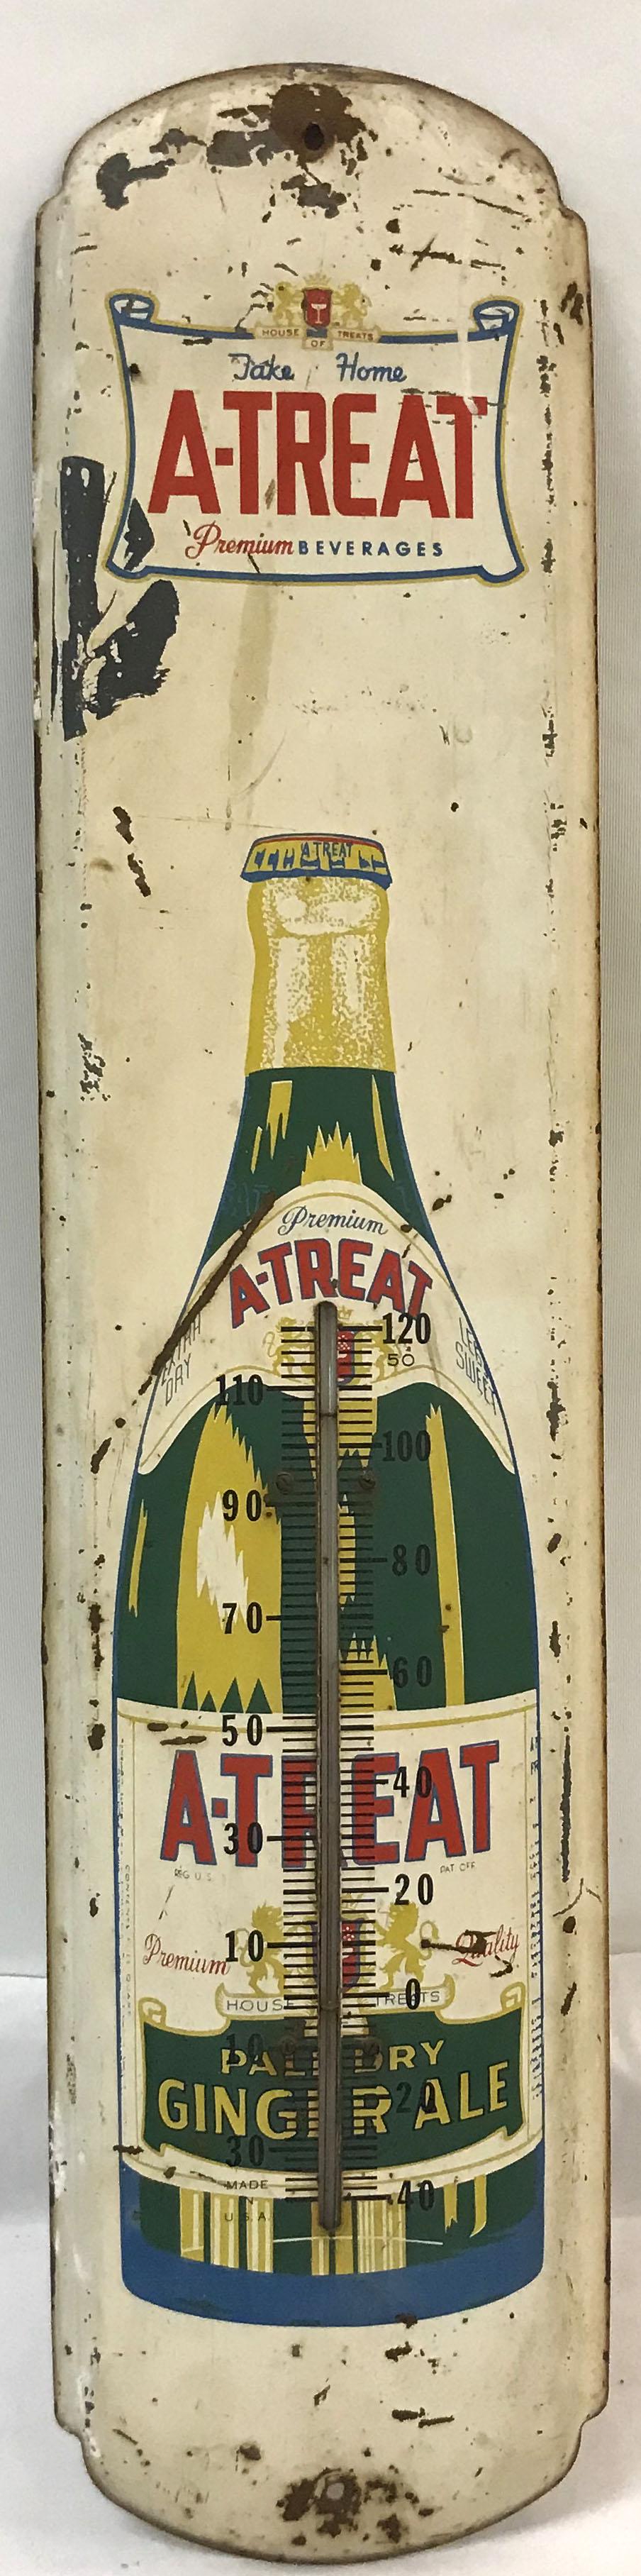 HOUSE OF TREATS
Take Home
A-TREAT
Premium BEVERAGES
A TREAT
Premium
A-TREAT
EXTRA DRY
LESS SWEET
120
50
110
100
90
80
70
60
50
A-TREAT
40
30
REG U.S. PAT OFF.
20
Premium Quality
10
0
HOUSE TREATS
10
PALE DRY
GINGER ALE
20
30
MADE
IN
U.S.A.
40